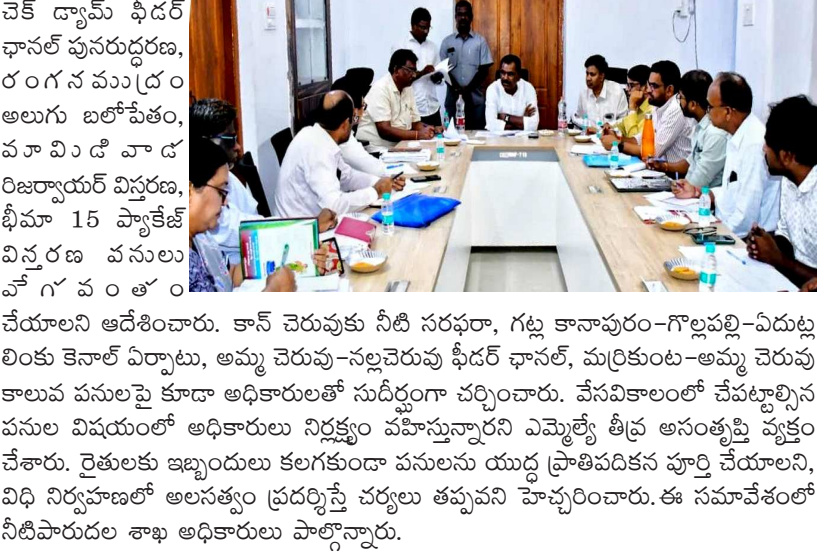 చెక్ డ్యామ్ ఫీడర్
ఛానల్ పునరుద్ధరణ,
రంగనముద్రం
అలుగు బలోపేతం,
మామిడి వాడ
రిజర్వాయర్ విస్తరణ,
భీమా 15 ప్యాకేజ్
విస్తరణ పనులు
వేగవంతం
చేయాలని ఆదేశించారు. కాన్ చెరువుకు నీటి సరఫరా, గట్ల కానాపురం-గొల్లపల్లి-ఏదుట్ల
లింకు కెనాల్ ఏర్పాటు, అమ్మ చెరువు-నల్లచెరువు ఫీడర్ ఛానల్, మర్రికుంట-అమ్మ చెరువు
కాలువ పనులపై కూడా అధికారులతో సుదీర్ఘంగా చర్చించారు. వేసవికాలంలో చేపట్టాల్సిన
పనుల విషయంలో అధికారులు నిర్లక్ష్యం వహిస్తున్నారని ఎమ్మెల్యే తీవ్ర అసంతృప్తి వ్యక్తం
చేశారు. రైతులకు ఇబ్బందులు కలగకుండా పనులను యుద్ధ ప్రాతిపదికన పూర్తి చేయాలని,
విధి నిర్వహణలో అలసత్వం ప్రదర్శిస్తే చర్యలు తప్పవని హెచ్చరించారు.ఈ సమావేశంలో
నీటిపారుదల శాఖ అధికారులు పాల్గొన్నారు.